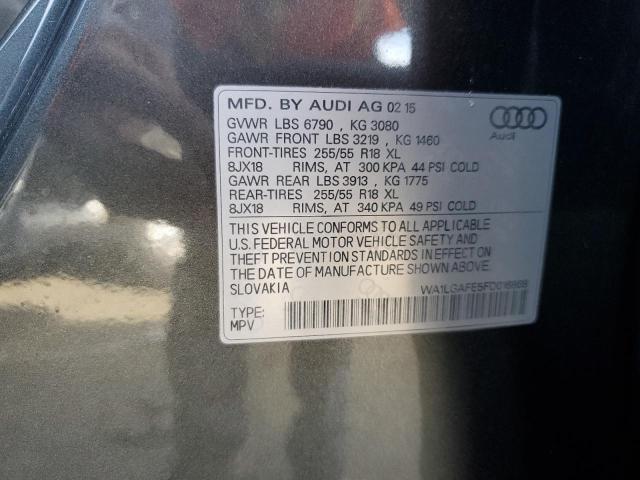 MFD. BY AUDI AG 02 15
GVWR LBS 6790 , KG 3080
GAWR FRONT LBS 3219 , KG 1460
FRONT-TIRES 255/55 R18 XL
8JX18 RIMS, AT 300 KPA 44 PSI COLD
GAWR REAR LBS 3913 , KG 1775
REAR-TIRES 255/55 R18 XL
8JX18 RIMS, AT 340 KPA 49 PSI COLD
Audi
THIS VEHICLE CONFORMS TO ALL APPLICABLE
U.S. FEDERAL MOTOR VEHICLE SAFETY AND
THEFT PREVENTION STANDARDS IN EFFECT ON
THE DATE OF MANUFACTURE SHOWN ABOVE.
SLOVAKIA
TYPE:
MPV